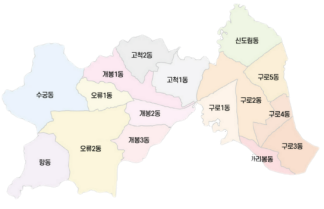 신도림동
고척2동
개봉1동
고척1동
구로5동
수궁동
오류1동
구로2동
구로1동
개봉2동
구로4동
개봉3동
오류2동
구로3동
가리봉동
항동